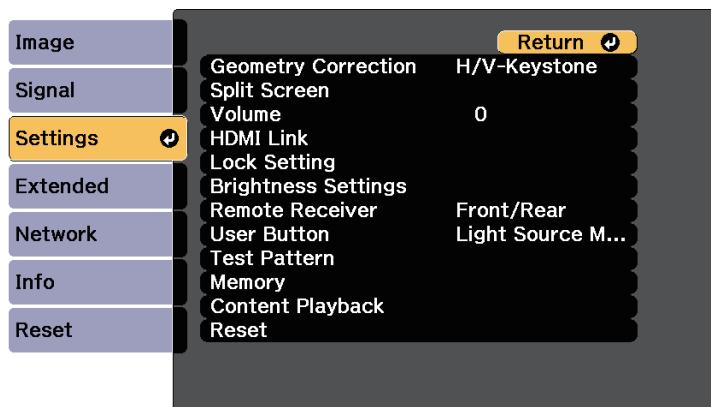 Image
Signal
Settings
Extended
Network
Info
Reset
Return
Geometry Correction H/V-Keystone
Split Screen
Volume 0
HDMI Link
Lock Setting
Brightness Settings
Remote Receiver Front/Rear
User Button Light Source M...
Test Pattern
Memory
Content Playback
Reset